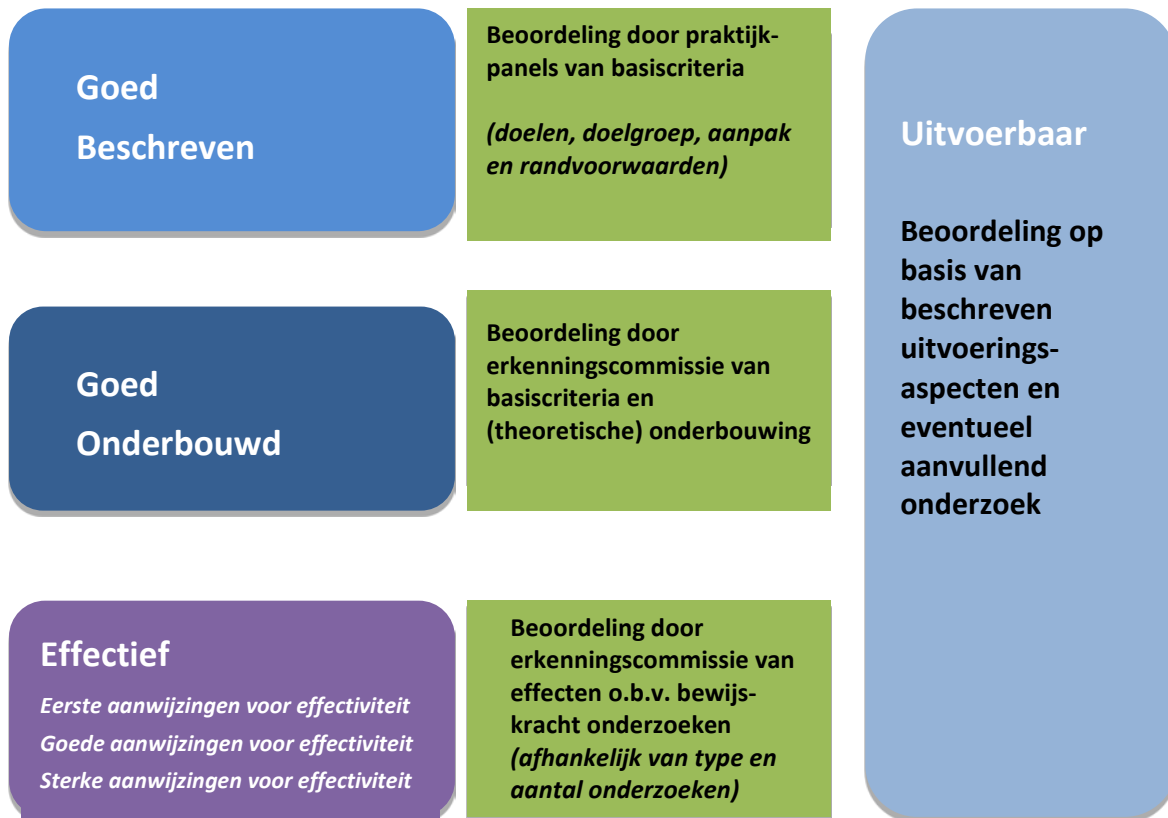 Goed
Beschreven
Beoordeling door praktijk-
panels van basiscriteria
(doelen, doelgroep, aanpak
en randvoorwaarden)
Goed
Onderbouwd
Beoordeling door
erkenningscommissie van
basiscriteria en
(theoretische) onderbouwing
Effectief
Eerste aanwijzingen voor effectiviteit
Goede aanwijzingen voor effectiviteit
Sterke aanwijzingen voor effectiviteit
Beoordeling door
erkenningscommissie van
effecten o.b.v. bewijs-
kracht onderzoeken
(afhankelijk van type en
aantal onderzoeken)
Uitvoerbaar
Beoordeling op
basis van
beschreven
uitvoerings-
aspecten en
eventueel
aanvullend
onderzoek